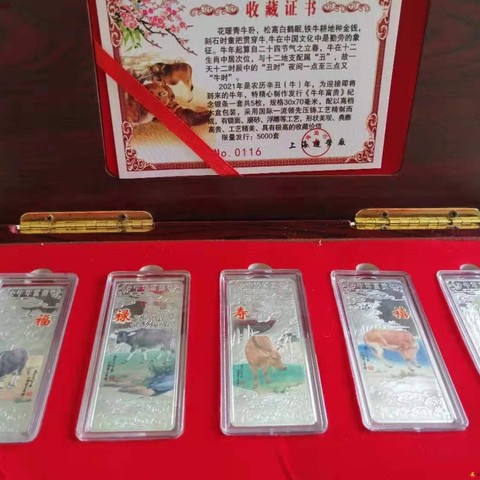 收藏证书
花暖青牛卧，松高白鹤眠，铁牛耕地种金钱，
刻石时童把贯穿牛，牛在中国文化中是勤劳的象
征。牛年起算自二十四节气之立春，牛在十二
生肖中居次位，与十二地支配属“丑”，故一
天十二时辰中的“丑时”夜间一点至三点又
“牛时”。
2021年是农历辛丑（牛）年，为迎接即将
到来的牛年，特精心制作发行《牛年富贵》纪
念银条一套共5枚，规格30x70毫米，配以高档
木盒包装，采用国际一流领先压铸工艺精制而
成，有锁扼、磨砂、浮雕等工艺，形状美观、典雅
高贵、工艺精美、具有极高的收藏价值
限量发行：5000套
No.0116
福
禄
寿